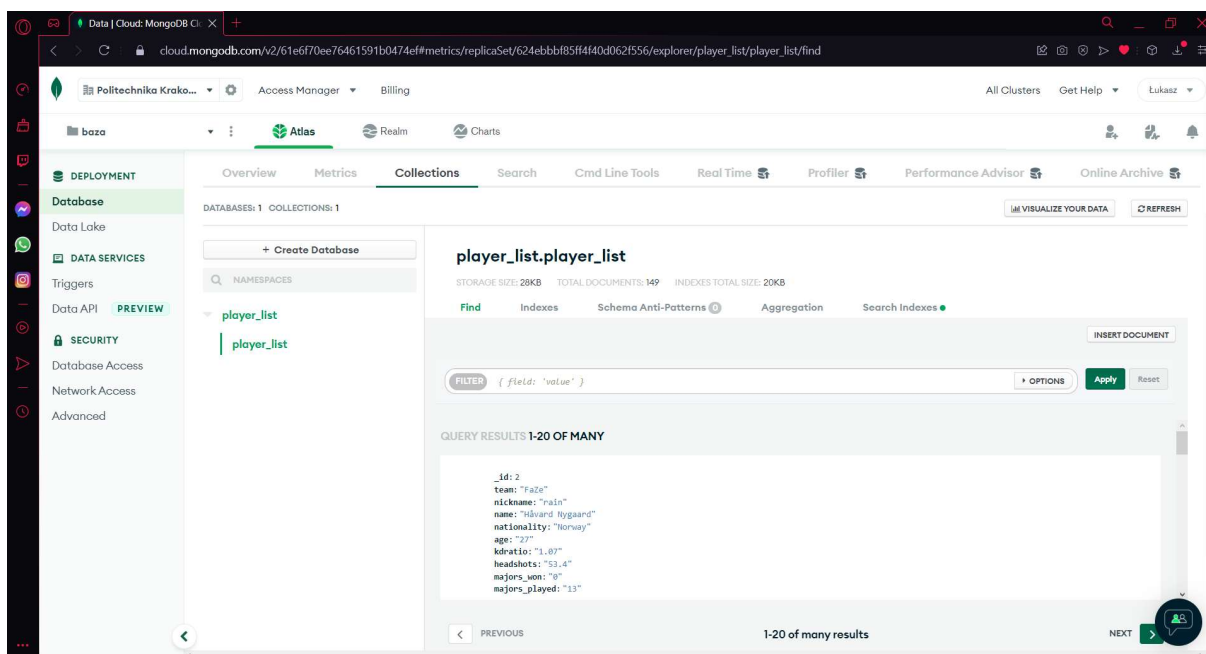 Data | Cloud: MongoDB Clo
cloud.mongodb.com/v2/61e6f70ee76461591b0474ef#metrics/replicaSet/624ebbbf85ff4f40d062f556/explorer/player_list/player_list/find
Politechnika Krako... Access Manager Billing All Clusters Get Help Łukasz
baza Atlas Realm Charts
DEPLOYMENT
Database
Data Lake
DATA SERVICES
Triggers
Data API PREVIEW
SECURITY
Database Access
Network Access
Advanced
Overview Metrics Collections Search Cmd Line Tools Real Time Profiler Performance Advisor Online Archive
DATABASES: 1 COLLECTIONS: 1 VISUALIZE YOUR DATA REFRESH
+ Create Database
NAMESPACES
player_list
player_list
player_list.player_list
STORAGE SIZE: 28KB TOTAL DOCUMENTS: 149 INDEXES TOTAL SIZE: 20KB
Find Indexes Schema Anti-Patterns 0 Aggregation Search Indexes
INSERT DOCUMENT
FILTER { field: 'value' } OPTIONS Apply Reset
QUERY RESULTS 1-20 OF MANY
_id: 2
team: "FaZe"
nickname: "rain"
name: "Håvard Nygaard"
nationality: "Norway"
age: "27"
kdratio: "1.07"
headshots: "53.4"
majors_won: "0"
majors_played: "13"
PREVIOUS 1-20 of many results NEXT